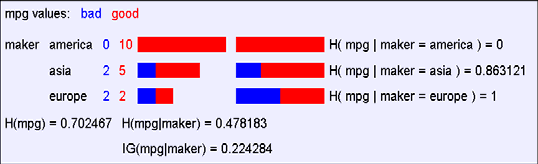 mpg values: bad good
maker america 0 10 H( mpg | maker = america ) = 0
asia 2 5 H( mpg | maker = asia ) = 0.863121
europe 2 2 H( mpg | maker = europe ) = 1
H(mpg) = 0.702467 H(mpg|maker) = 0.478183
IG(mpg|maker) = 0.224284